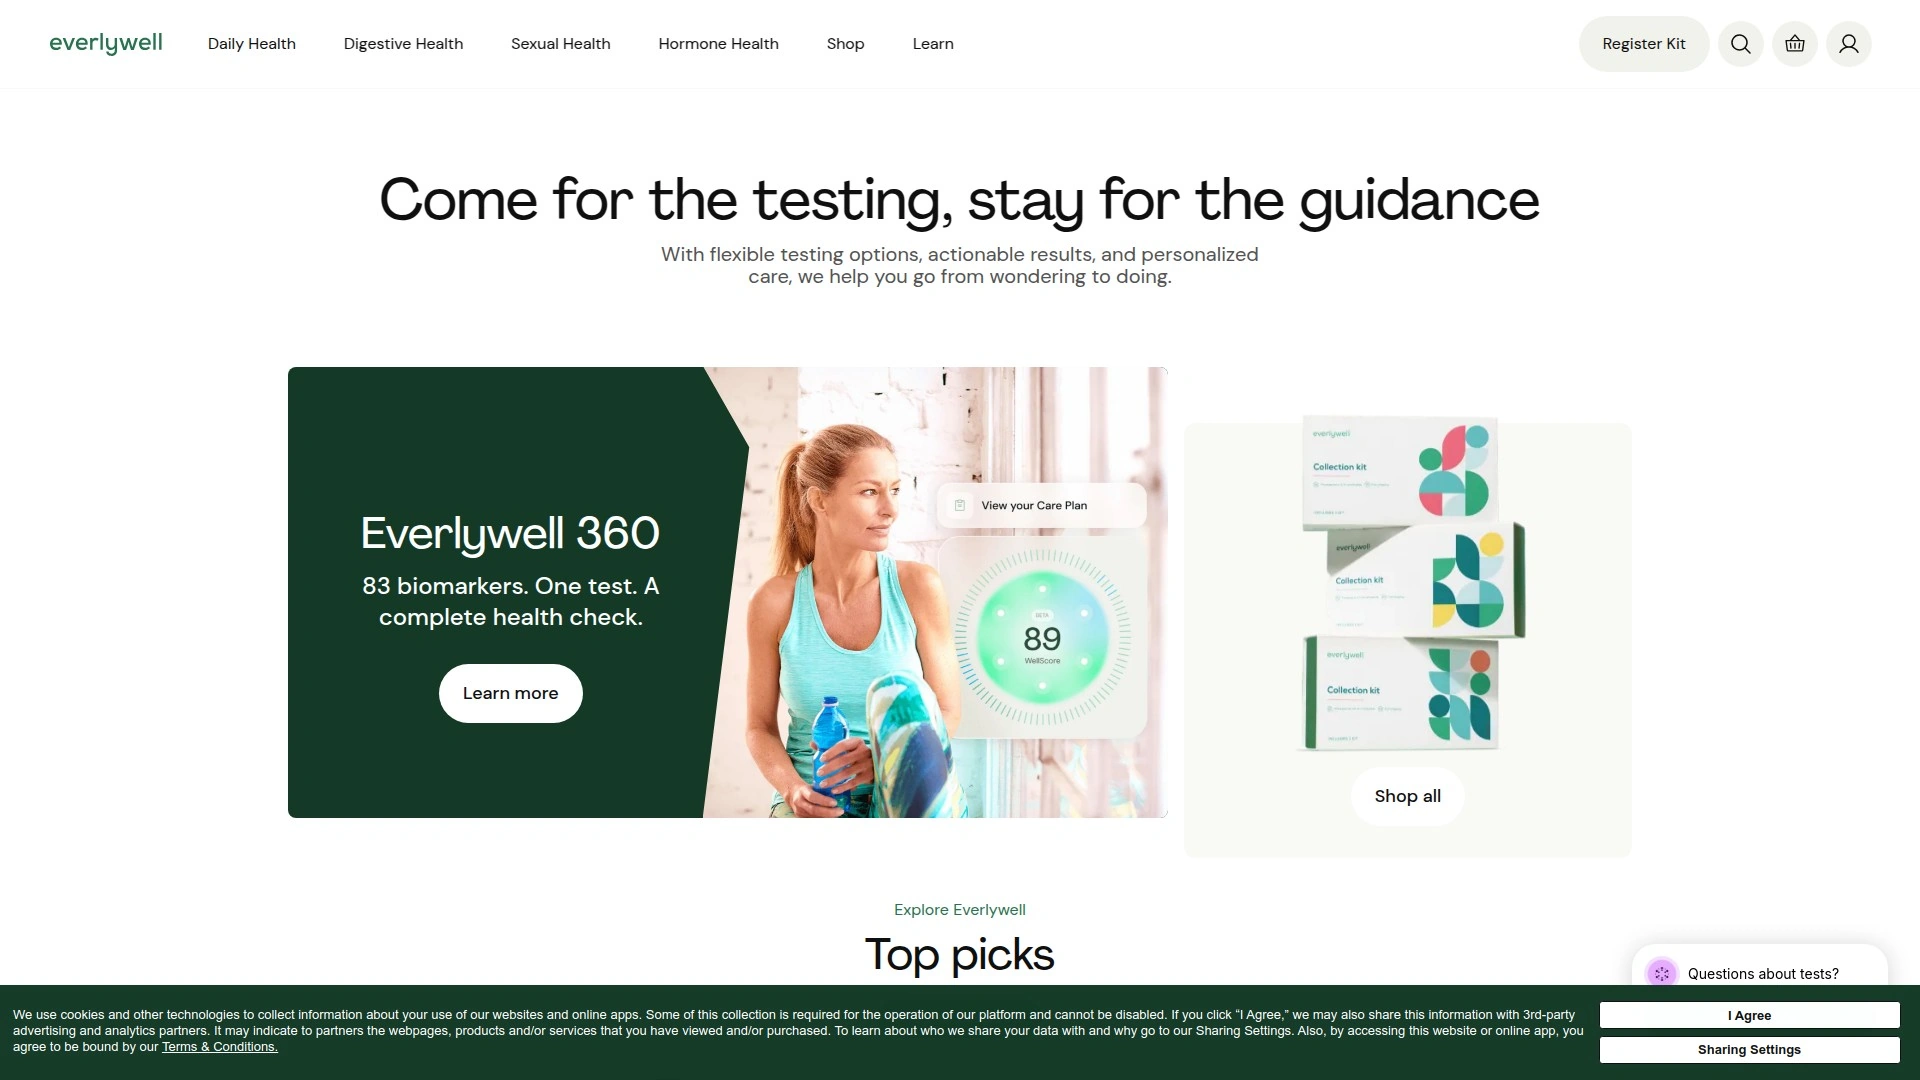 everlywell
Daily Health
Digestive Health
Sexual Health
Hormone Health
Shop
Learn
Register Kit
Come for the testing, stay for the guidance
With flexible testing options, actionable results, and personalized
care, we help you go from wondering to doing.
Everlywell 360
83 biomarkers. One test. A
complete health check.
Learn more
View your Care Plan
BETA
89
WellScore
everlywell
Collection kit
everlywell
Collection kit
everlywell
Collection kit
Shop all
Explore Everlywell
Top picks
Questions about tests?
We use cookies and other technologies to collect information about your use of our websites and online apps. Some of this collection is required for the operation of our platform and cannot be disabled. If you click “I Agree,” we may also share this information with 3rd-party
advertising and analytics partners. It may indicate to partners the webpages, products and/or services that you have viewed and/or purchased. To learn about who we share your data with and why go to our Sharing Settings. Also, by accessing this website or online app, you
agree to be bound by our Terms & Conditions.
I Agree
Sharing Settings